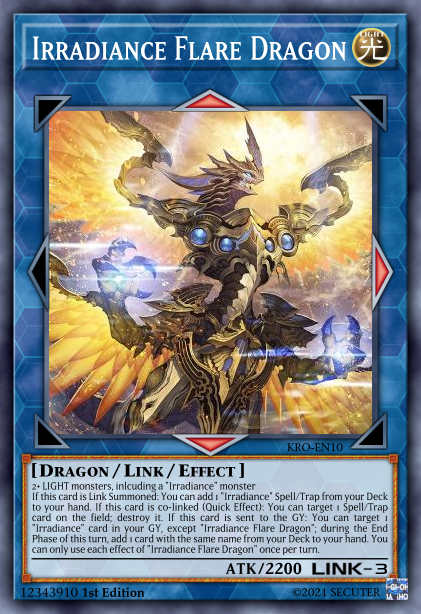 IRRADIANCE FLARE DRAGON
LIGHT
光
KRO-EN10
[DRAGON / LINK / EFFECT]
2+ LIGHT monsters, inlcuding a "Irradiance" monster
If this card is Link Summoned: You can add 1 "Irradiance" Spell/Trap from your Deck
to your hand. If this card is co-linked (Quick Effect): You can target 1 Spell/Trap
card on the field; destroy it. If this card is sent to the GY: You can target 1
"Irradiance" card in your GY, except "Irradiance Flare Dragon"; during the End
Phase of this turn, add 1 card with the same name from your Deck to your hand. You
can only use each effect of "Irradiance Flare Dragon" once per turn.
ATK/2200 LINK-3
12343910 1st Edition ©2021 SECUTER